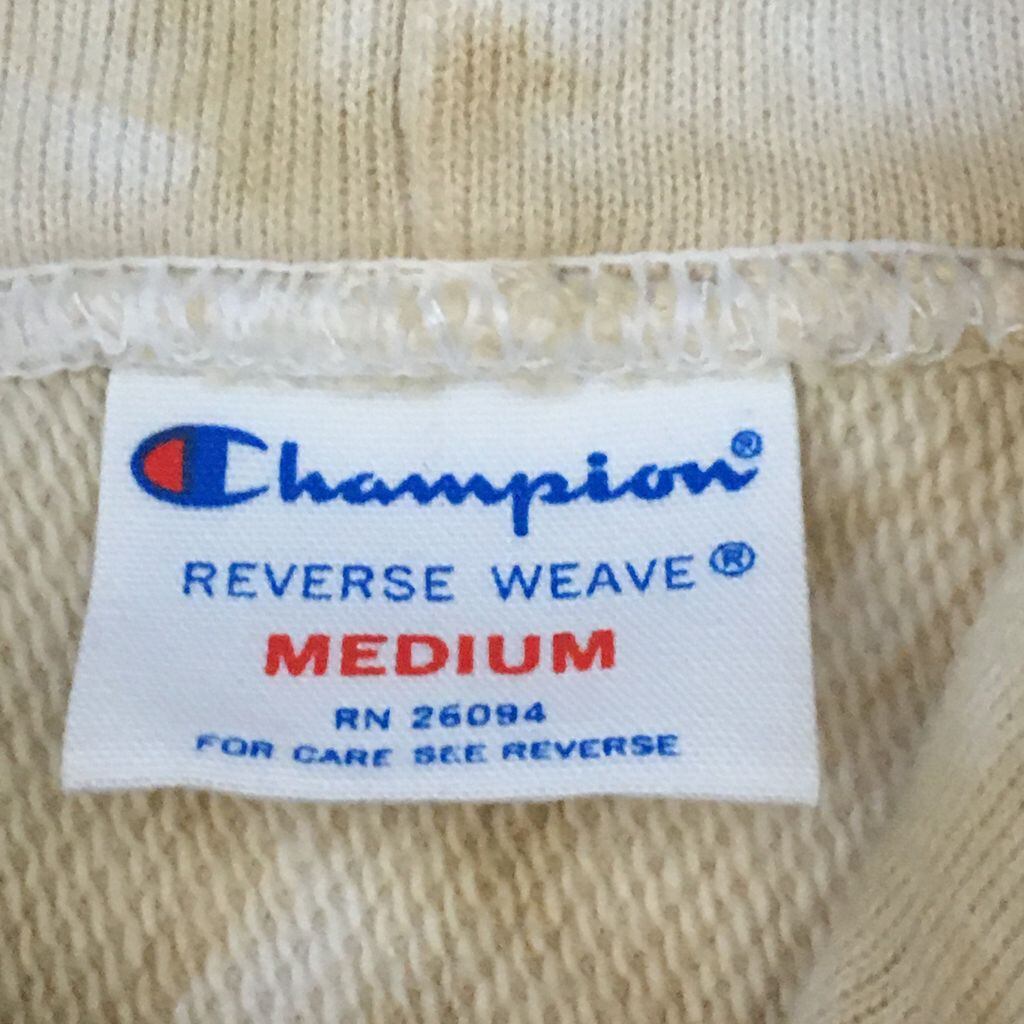 Champion®
REVERSE WEAVE®
MEDIUM
RN 26094
FOR CARE SEE REVERSE